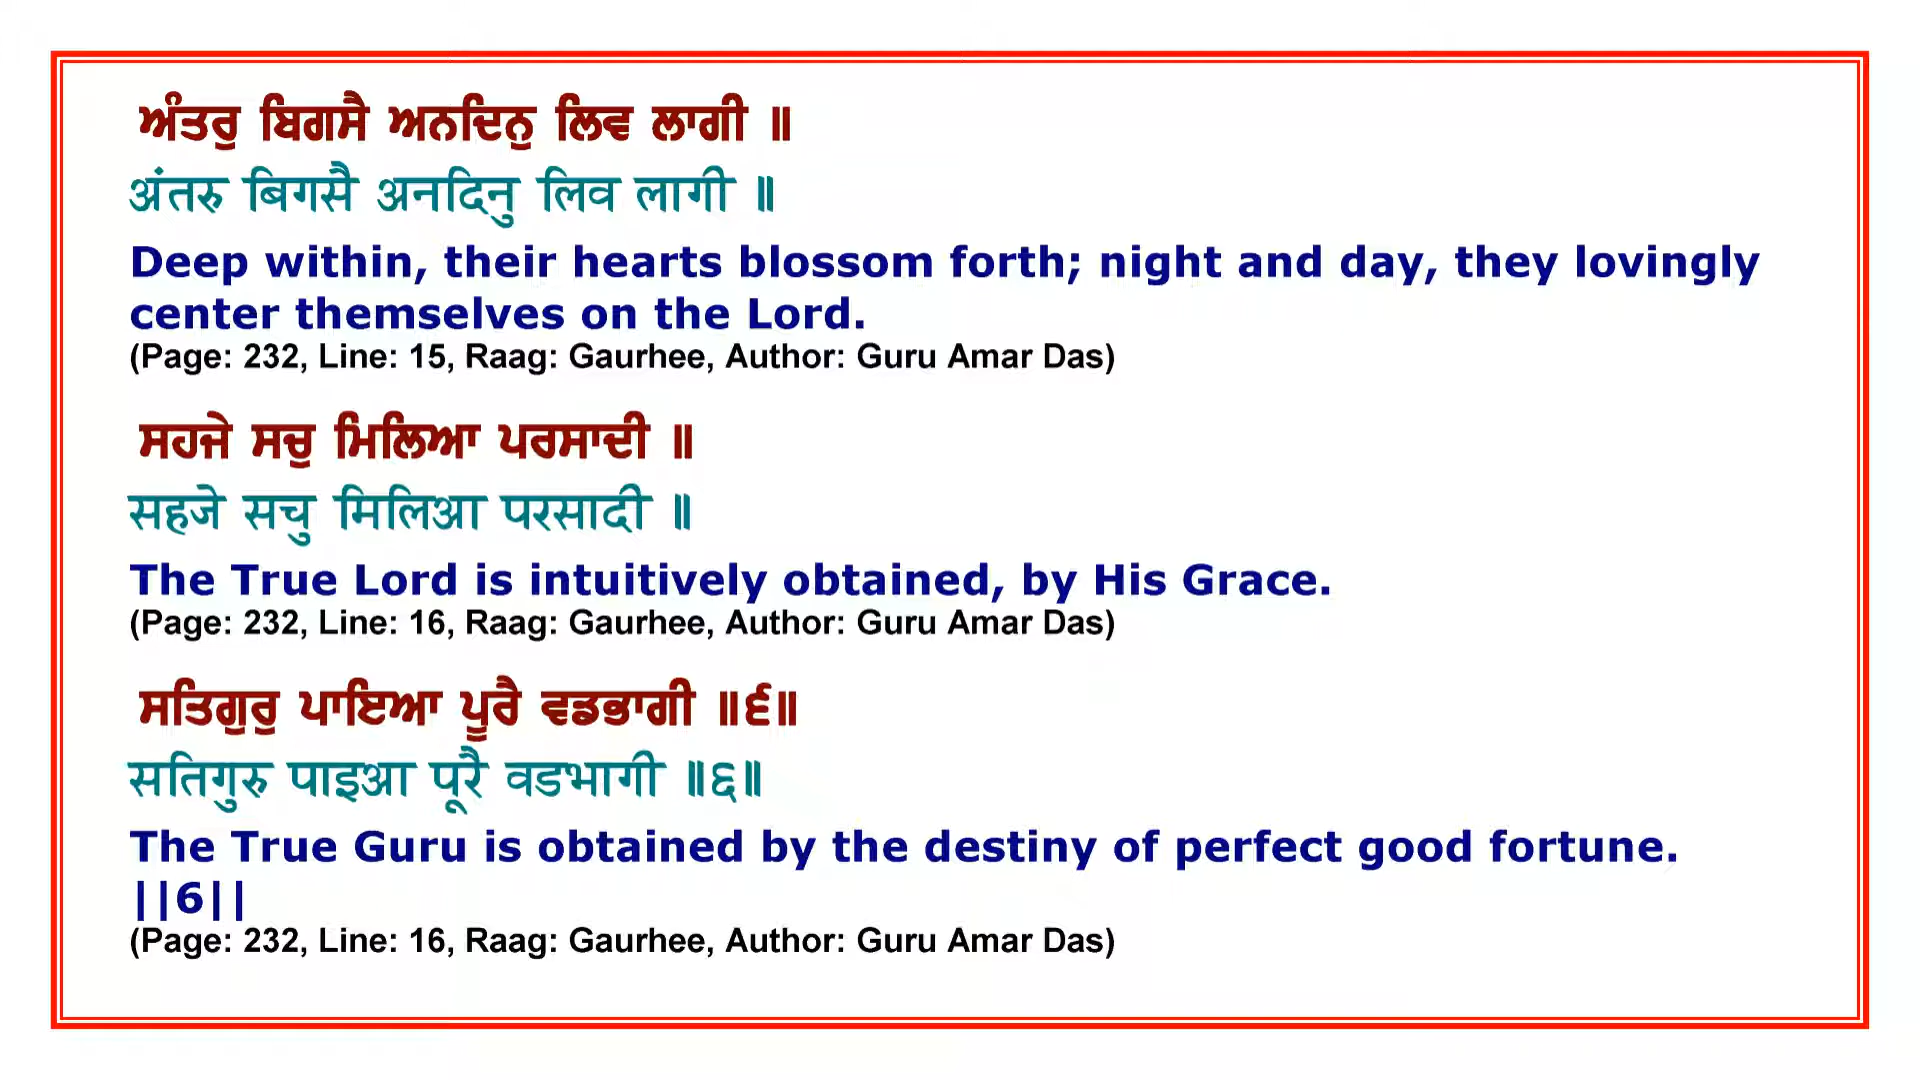 ਅੰਤਰੁ ਬਿਗਸੈ ਅਨਦਿਨੁ ਲਿਵ ਲਾਗੀ ॥
अंतरु बिगसै अनदिनु लिव लागी ॥
Deep within, their hearts blossom forth; night and day, they lovingly
center themselves on the Lord.
(Page: 232, Line: 15, Raag: Gaurhee, Author: Guru Amar Das)
ਸਹਜੇ ਸਚੁ ਮਿਲਿਆ ਪਰਸਾਦੀ ॥
सहजे सचु मिलिआ परसादी ॥
The True Lord is intuitively obtained, by His Grace.
(Page: 232, Line: 16, Raag: Gaurhee, Author: Guru Amar Das)
ਸਤਿਗੁਰੁ ਪਾਇਆ ਪੂਰੈ ਵਡਭਾਗੀ ॥੬॥
सतिगुरु पाइआ पूरै वडभागी ॥६॥
The True Guru is obtained by the destiny of perfect good fortune.
||6||
(Page: 232, Line: 16, Raag: Gaurhee, Author: Guru Amar Das)